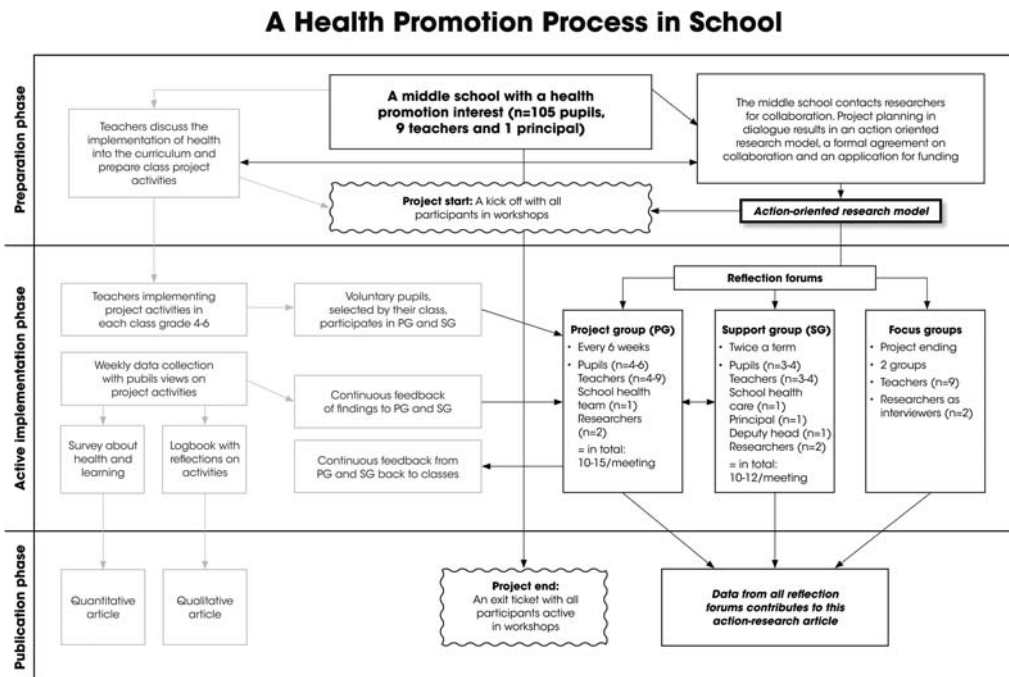 A Health Promotion Process in School
Preparation phase
A middle school with a health
promotion interest (n=105 pupils,
9 teachers and 1 principal)
Teachers discuss the
implementation of health
into the curriculum and
prepare class project
activities
The middle school contacts researchers
for collaboration. Project planning in
dialogue results in an action oriented
research model, a formal agreement on
collaboration and an application for funding
Project start: A kick off with all
participants in workshops
Action-oriented research model
Active implementation phase
Reflection forums
Teachers implementing
project activities in
each class grade 4-6
Voluntary pupils,
selected by their class,
participates in PG and SG
Weekly data collection
with pubils views on
project activities
Continuous feedback
of findings to PG and SG
Survey about
health and
learning
Logbook with
reflections on
activities
Continuous feedback from
PG and SG back to classes
Project group (PG)
• Every 6 weeks
• Pupils (n=4-6)
Teachers (n=4-9)
School health
team (n=1)
Researchers
(n=2)
= in total:
10-15/meeting
Support group (SG)
• Twice a term
• Pupils (n=3-4)
Teachers (n=3-4)
School health
care (n=1)
Principal (n=1)
Deputy head (n=1)
Researchers (n=2)
= in total:
10-12/meeting
Focus groups
• Project ending
• 2 groups
• Teachers (n=9)
• Researchers as
interviewers (n=2)
Publication phase
Quantitative
article
Qualitative
article
Project end:
An exit ticket with all
participants active
in workshops
Data from all reflection
forums contributes to this
action-research article